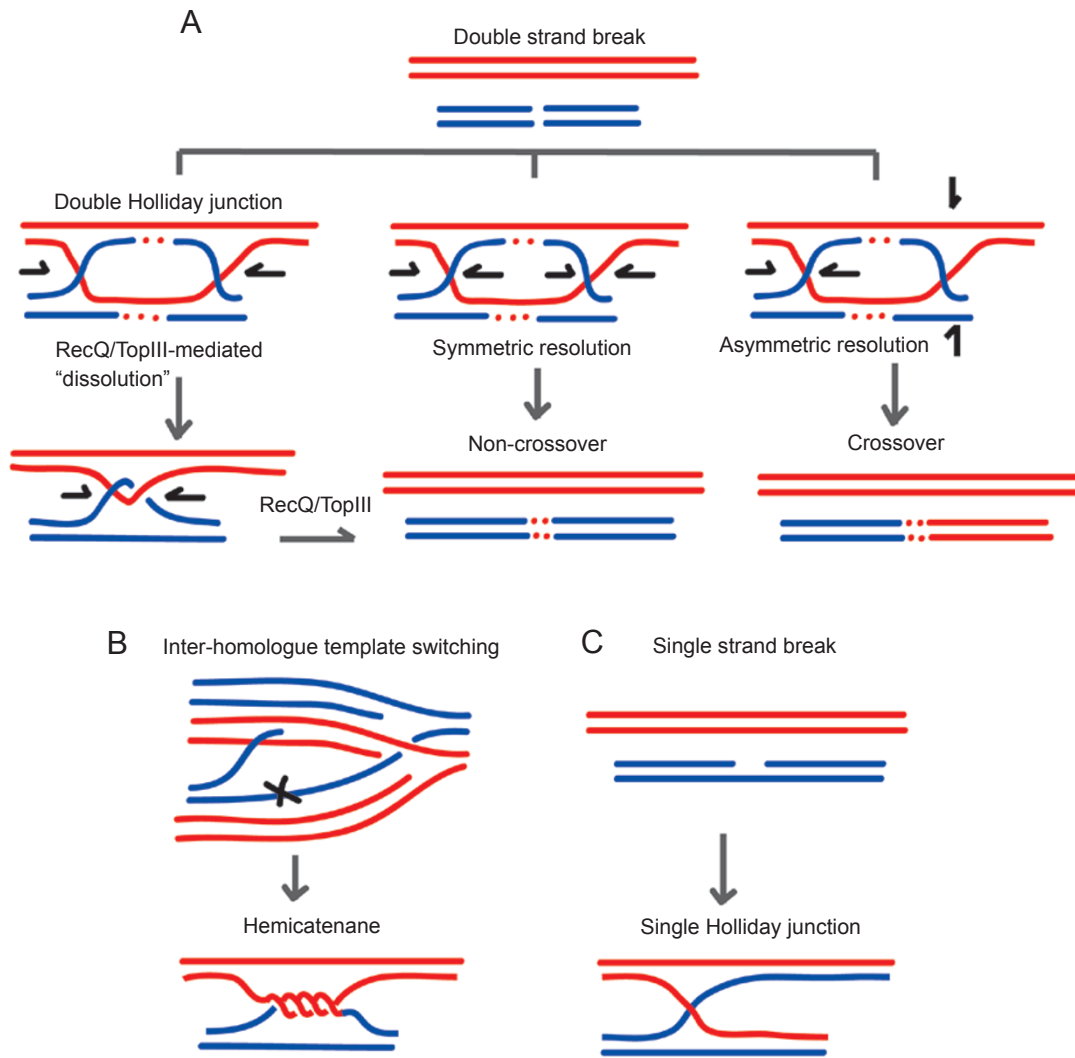 A
Double strand break
Double Holliday junction
RecQ/TopIII-mediated
“dissolution”
Symmetric resolution
Asymmetric resolution
Non-crossover
Crossover
RecQ/TopIII
B
Inter-homologue template switching
Hemicatenane
C
Single strand break
Single Holliday junction